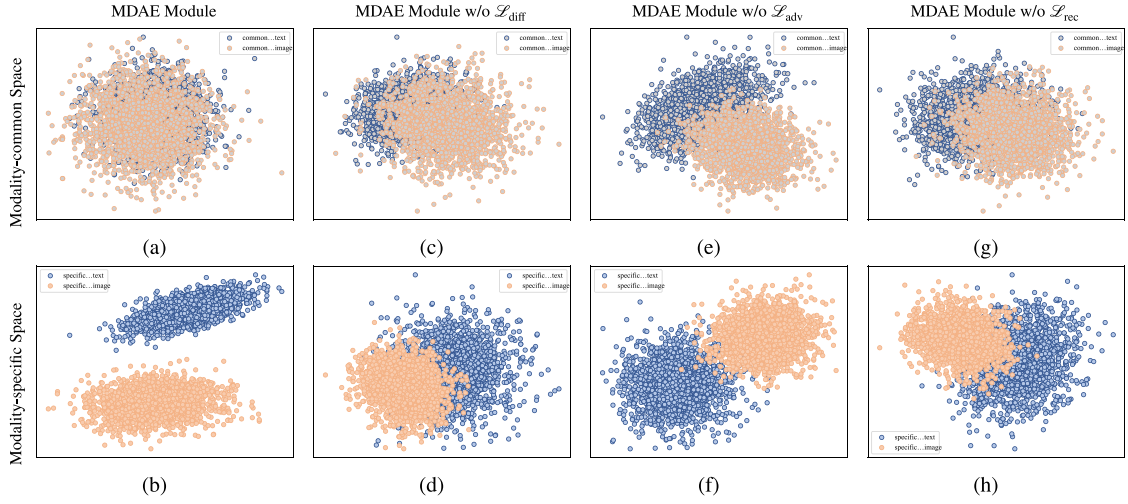 MDAE Module
MDAE Module w/o ℒdiff
MDAE Module w/o ℒadv
MDAE Module w/o ℒrec
Modality-common Space
common...text
common...image
common...text
common...image
common...text
common...image
common...text
common...image
(a)
(c)
(e)
(g)
Modality-specific Space
specific...text
specific...image
specific...text
specific...image
specific...text
specific...image
specific...text
specific...image
(b)
(d)
(f)
(h)